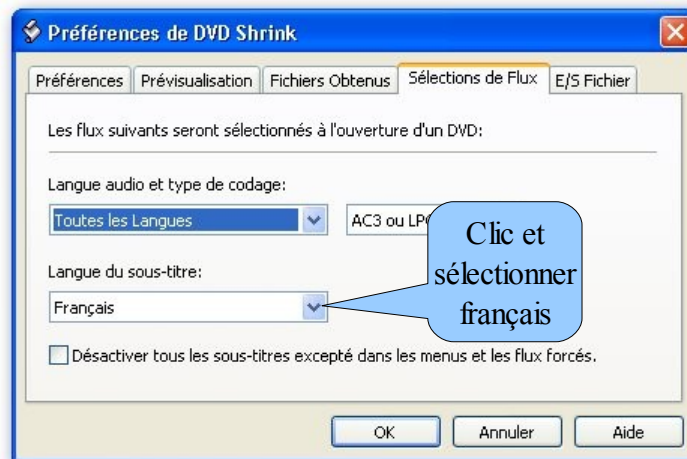 Préférences de DVD Shrink
Préférences Prévisualisation Fichiers Obtenus Sélections de Flux E/S Fichier
Les flux suivants seront sélectionnés à l'ouverture d'un DVD:
Langue audio et type de codage:
Toutes les Langues AC3 ou
Langue du sous-titre:
Français
Clic et
sélectionner
français
Désactiver tous les sous-titres excepté dans les menus et les flux forcés.
OK Annuler Aide